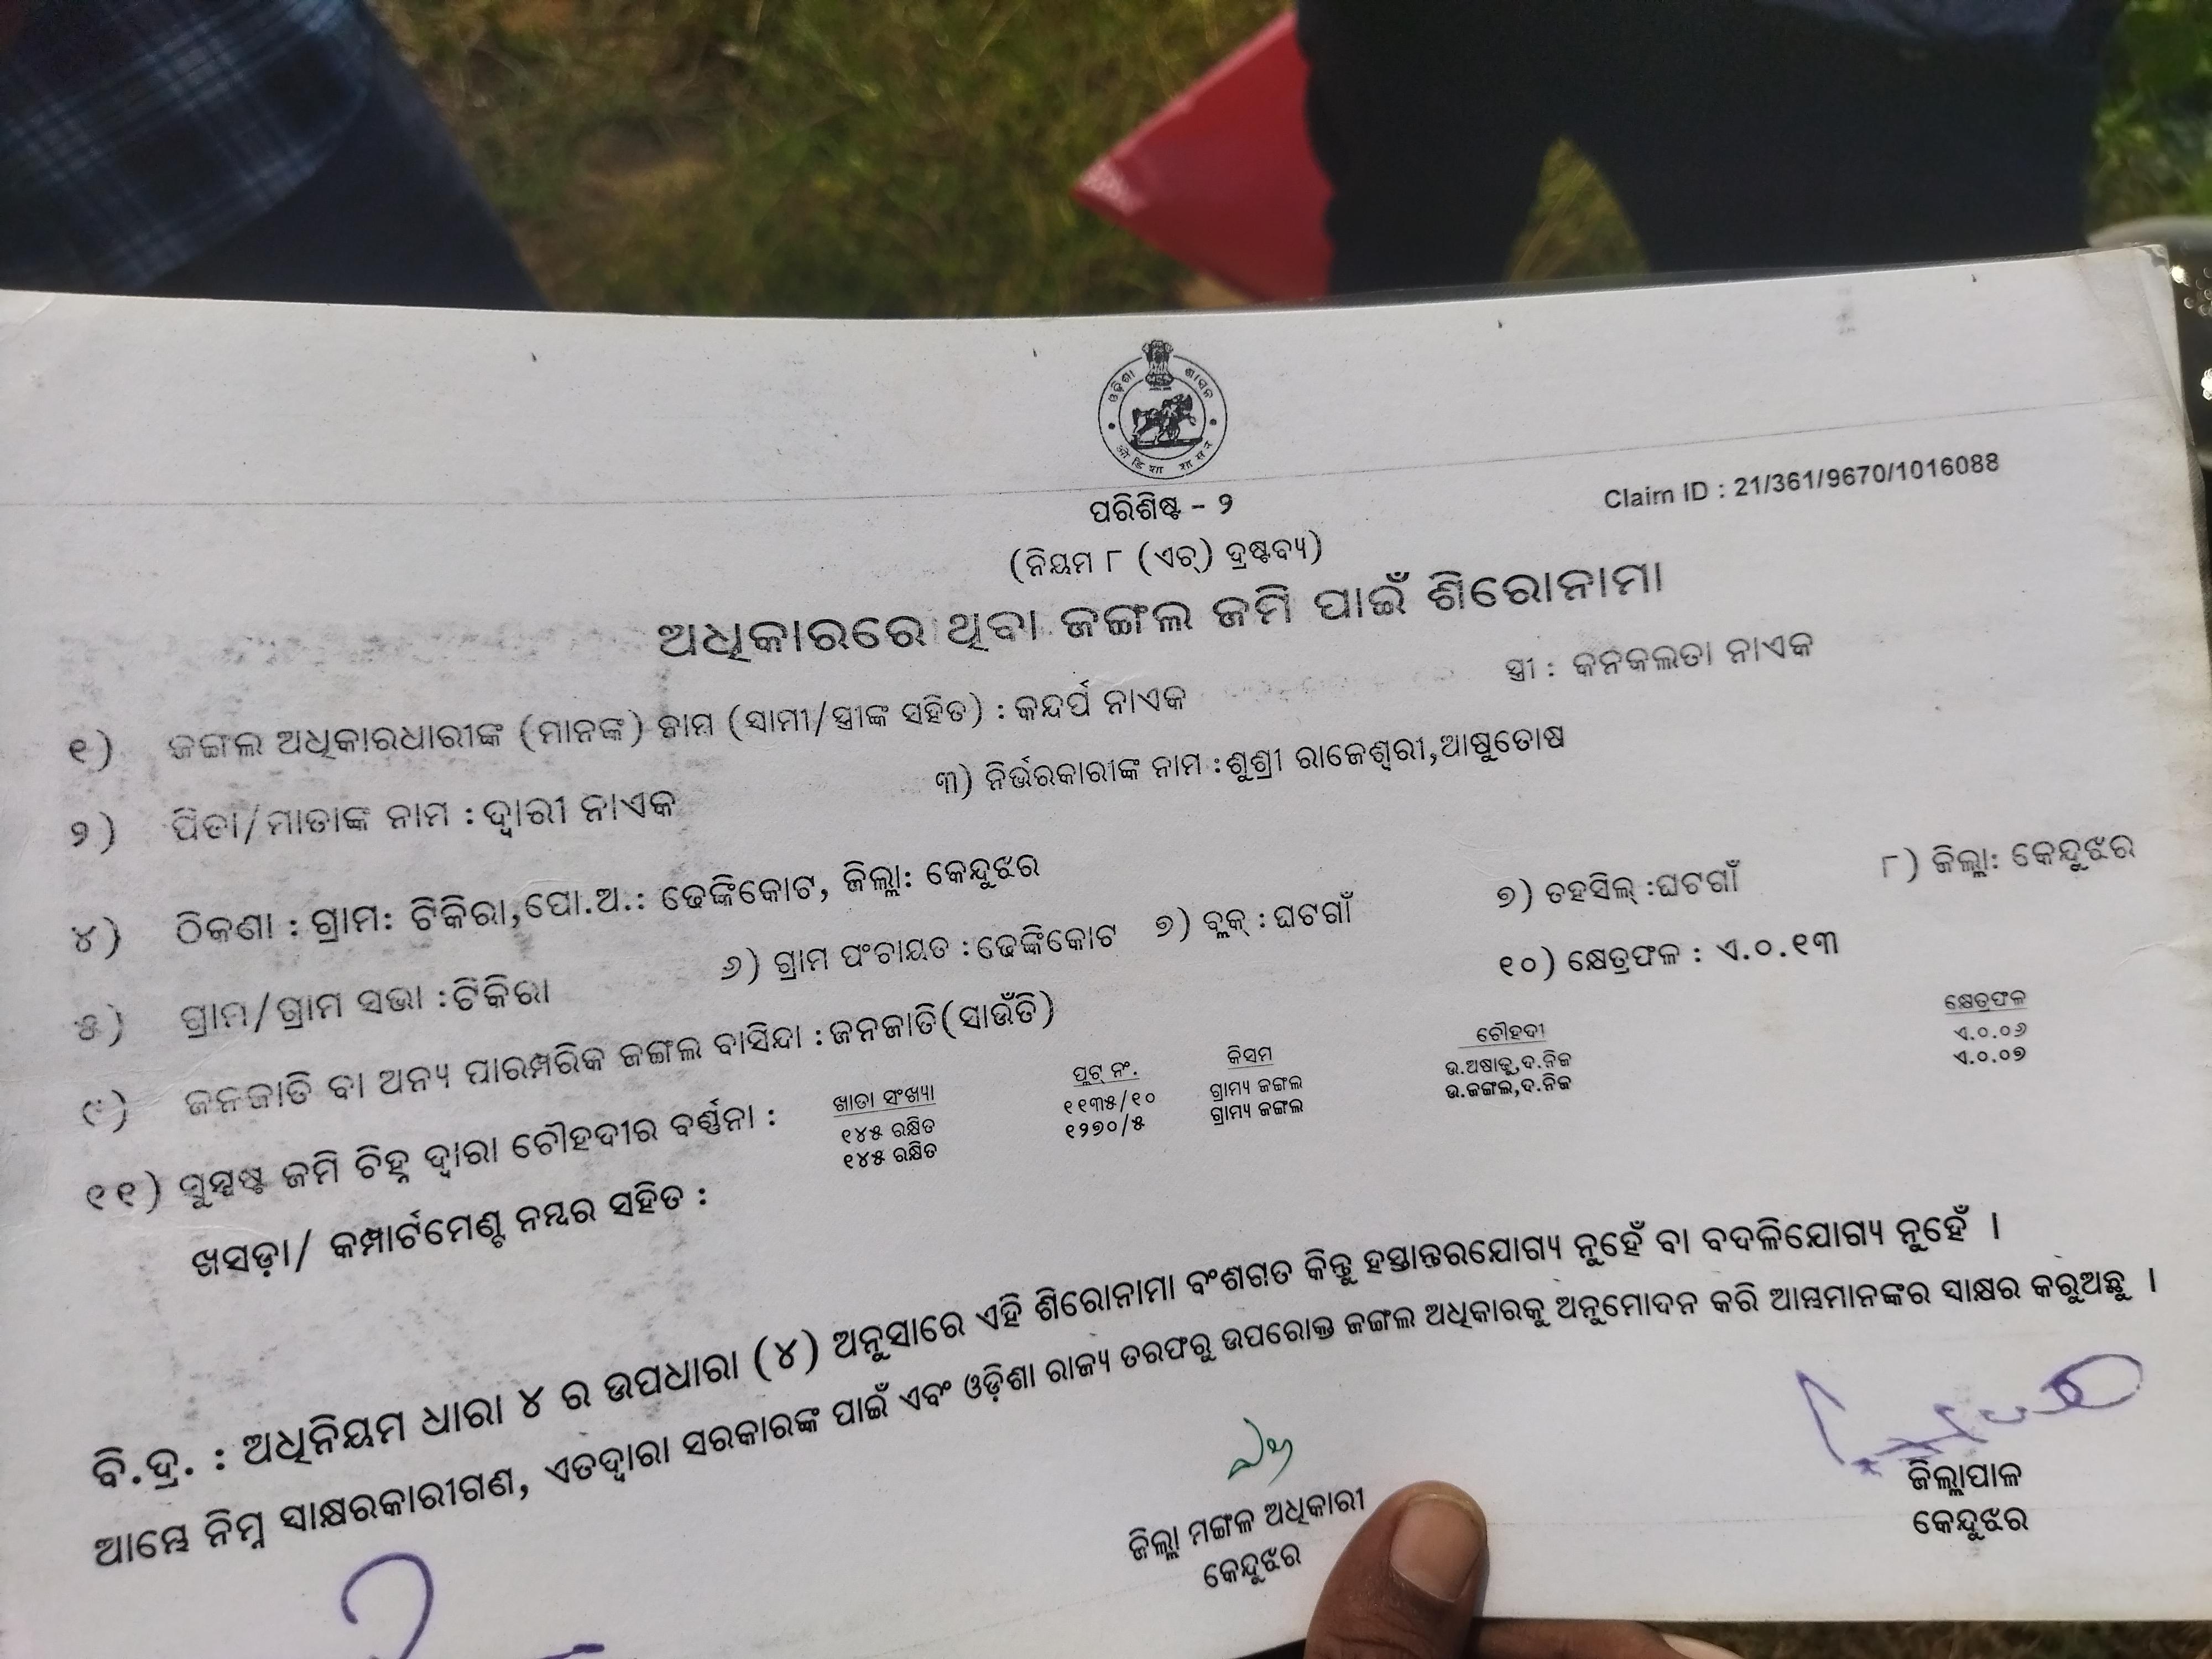 ଓଡ଼ିଶା ଶାସନ
ओडिशा शासन
Claim ID : 21/361/9670/1016088
ପରିଶିଷ୍ଟ - ୨
(ନିୟମ ୮ (ଏଚ୍) ଦ୍ରଷ୍ଟବ୍ୟ)
ଅଧିକାରରେ ଥିବା ଜଙ୍ଗଲ ଜମି ପାଇଁ ଶିରୋନାମା
୧) ଜଙ୍ଗଲ ଅଧିକାରଧାରୀଙ୍କ (ମାନଙ୍କ) ନାମ (ସ୍ୱାମୀ/ସ୍ତ୍ରୀଙ୍କ ସହିତ) : କନ୍ଦର୍ପ ନାଏକ ସ୍ତ୍ରୀ : କନକଲତା ନାଏକ
୨) ପିତା/ମାତାଙ୍କ ନାମ : ଦ୍ୱାରୀ ନାଏକ ୩) ନିର୍ଭରକାରୀଙ୍କ ନାମ :ଶୁଶ୍ରୀ ରାଜେଶ୍ୱରୀ,ଆଷୁତୋଷ
୪) ଠିକଣା : ଗ୍ରାମ: ଟିକିରା,ପୋ.ଅ.: ଢେଙ୍କିକୋଟ, ଜିଲ୍ଲା: କେନ୍ଦୁଝର
୫) ଗ୍ରାମ/ଗ୍ରାମ ସଭା :ଟିକିରା ୬) ଗ୍ରାମ ପଂଚାୟତ :ଢେଙ୍କିକୋଟ ୭) ବ୍ଲକ୍ :ଘଟଗାଁ ୭) ତହସିଲ୍ :ଘଟଗାଁ ୮) ଜିଲ୍ଲା: କେନ୍ଦୁଝର
୯) ଜନଜାତି ବା ଅନ୍ୟ ପାରମ୍ପରିକ ଜଙ୍ଗଲ ବାସିନ୍ଦା :ଜନଜାତି(ସାଉଁତି) ୧୦) କ୍ଷେତ୍ରଫଳ : ଏ.୦.୧୩
୧୧) ସୁସ୍ପଷ୍ଟ ଜମି ଚିହ୍ନ ଦ୍ୱାରା ଚୌହଦୀର ବର୍ଣ୍ଣନା :
ଖସଡ଼ା/ କମ୍ପାର୍ଟମେଣ୍ଟ ନମ୍ବର ସହିତ :
ଖାତା ସଂଖ୍ୟା ପ୍ଲଟ୍ ନଂ. କିସମ ଚୌହଦୀ କ୍ଷେତ୍ରଫଳ
୧୪୫ ରକ୍ଷିତ ୧୧୩୫/୧୦ ଗ୍ରାମ୍ୟ ଜଙ୍ଗଲ ଉ.ଅଷାଢୁ,ଦ.ନିଜ ଏ.୦.୦୬
୧୪୫ ରକ୍ଷିତ ୧୨୭୦/୫ ଗ୍ରାମ୍ୟ ଜଙ୍ଗଲ ଉ.ଜଙ୍ଗଲ,ଦ.ନିଜ ଏ.୦.୦୭
ବି.ଦ୍ର. : ଅଧିନିୟମ ଧାରା ୪ ର ଉପଧାରା (୪) ଅନୁସାରେ ଏହି ଶିରୋନାମା ବଂଶଗତ କିନ୍ତୁ ହସ୍ତାନ୍ତରଯୋଗ୍ୟ ନୁହେଁ ବା ବଦଳିଯୋଗ୍ୟ ନୁହେଁ ।
ଆମ୍ଭେ ନିମ୍ନ ସ୍ୱାକ୍ଷରକାରୀଗଣ, ଏତଦ୍ୱାରା ସରକାରଙ୍କ ପାଇଁ ଏବଂ ଓଡ଼ିଶା ରାଜ୍ୟ ତରଫରୁ ଉପରୋକ୍ତ ଜଙ୍ଗଲ ଅଧିକାରକୁ ଅନୁମୋଦନ କରି ଆମ୍ଭମାନଙ୍କର ସ୍ୱାକ୍ଷର କରୁଅଛୁ ।
ଜିଲ୍ଲା ମଙ୍ଗଳ ଅଧିକାରୀ
କେନ୍ଦୁଝର
ଜିଲ୍ଲାପାଳ
କେନ୍ଦୁଝର